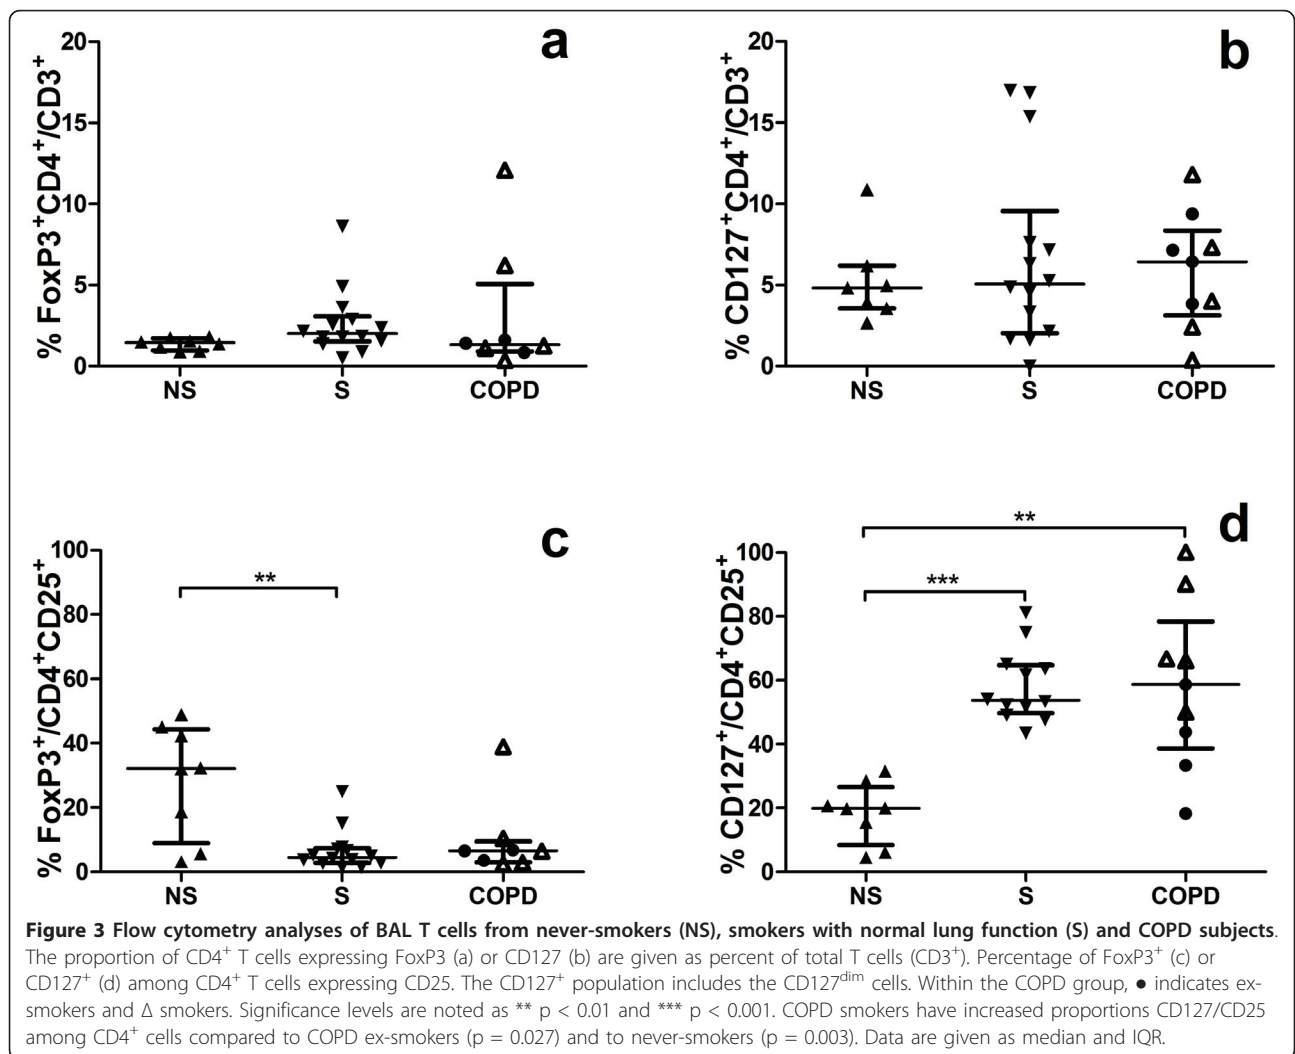 a
% FoxP3⁺CD4⁺/CD3⁺
20
15
10
5
0
NS S COPD
b
% CD127⁺CD4⁺/CD3⁺
20
15
10
5
0
NS S COPD
c
% FoxP3⁺/CD4⁺CD25⁺
100
80
60
40
20
0
**
NS S COPD
d
% CD127⁺/CD4⁺CD25⁺
100
80
60
40
20
0
**
***
NS S COPD
Figure 3 Flow cytometry analyses of BAL T cells from never-smokers (NS), smokers with normal lung function (S) and COPD subjects.
The proportion of CD4⁺ T cells expressing FoxP3 (a) or CD127 (b) are given as percent of total T cells (CD3⁺). Percentage of FoxP3⁺ (c) or
CD127⁺ (d) among CD4⁺ T cells expressing CD25. The CD127⁺ population includes the CD127ᵈⁱᵐ cells. Within the COPD group, ● indicates ex-
smokers and Δ smokers. Significance levels are noted as ** p < 0.01 and *** p < 0.001. COPD smokers have increased proportions CD127/CD25
among CD4⁺ cells compared to COPD ex-smokers (p = 0.027) and to never-smokers (p = 0.003). Data are given as median and IQR.